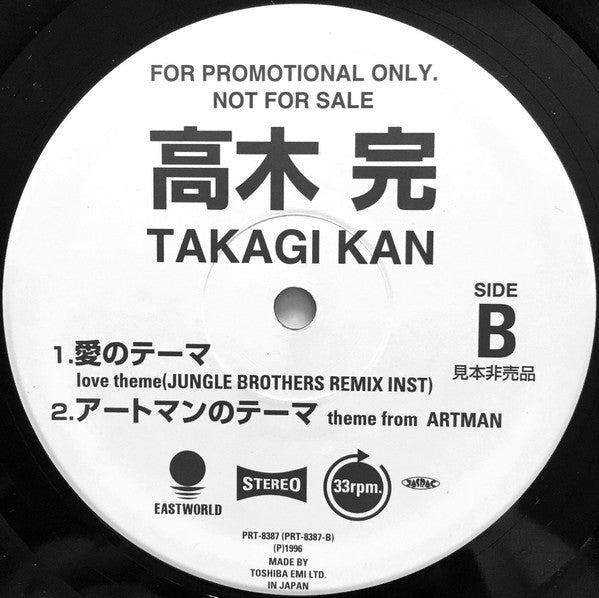 FOR PROMOTIONAL ONLY.
NOT FOR SALE
高木 完
TAKAGI KAN
SIDE
B
見本非売品
1.愛のテーマ
love theme(JUNGLE BROTHERS REMIX INST)
2.アートマンのテーマ theme from ARTMAN
EASTWORLD
STEREO
33rpm.
JASRAC
PRT-8387 (PRT-8387-B)
(P)1996
MADE BY
TOSHIBA EMI LTD.
IN JAPAN